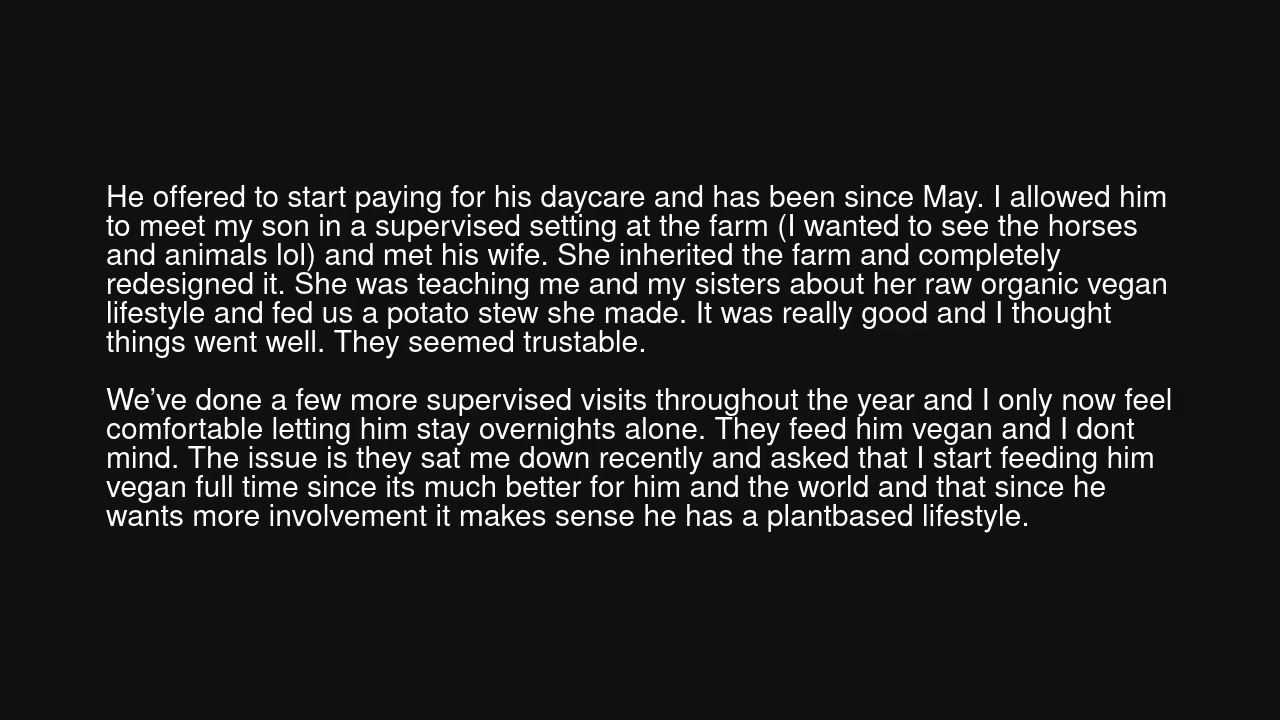 He offered to start paying for his daycare and has been since May. I allowed him
to meet my son in a supervised setting at the farm (I wanted to see the horses
and animals lol) and met his wife. She inherited the farm and completely
redesigned it. She was teaching me and my sisters about her raw organic vegan
lifestyle and fed us a potato stew she made. It was really good and I thought
things went well. They seemed trustable.
We’ve done a few more supervised visits throughout the year and I only now feel
comfortable letting him stay overnights alone. They feed him vegan and I dont
mind. The issue is they sat me down recently and asked that I start feeding him
vegan full time since its much better for him and the world and that since he
wants more involvement it makes sense he has a plantbased lifestyle.